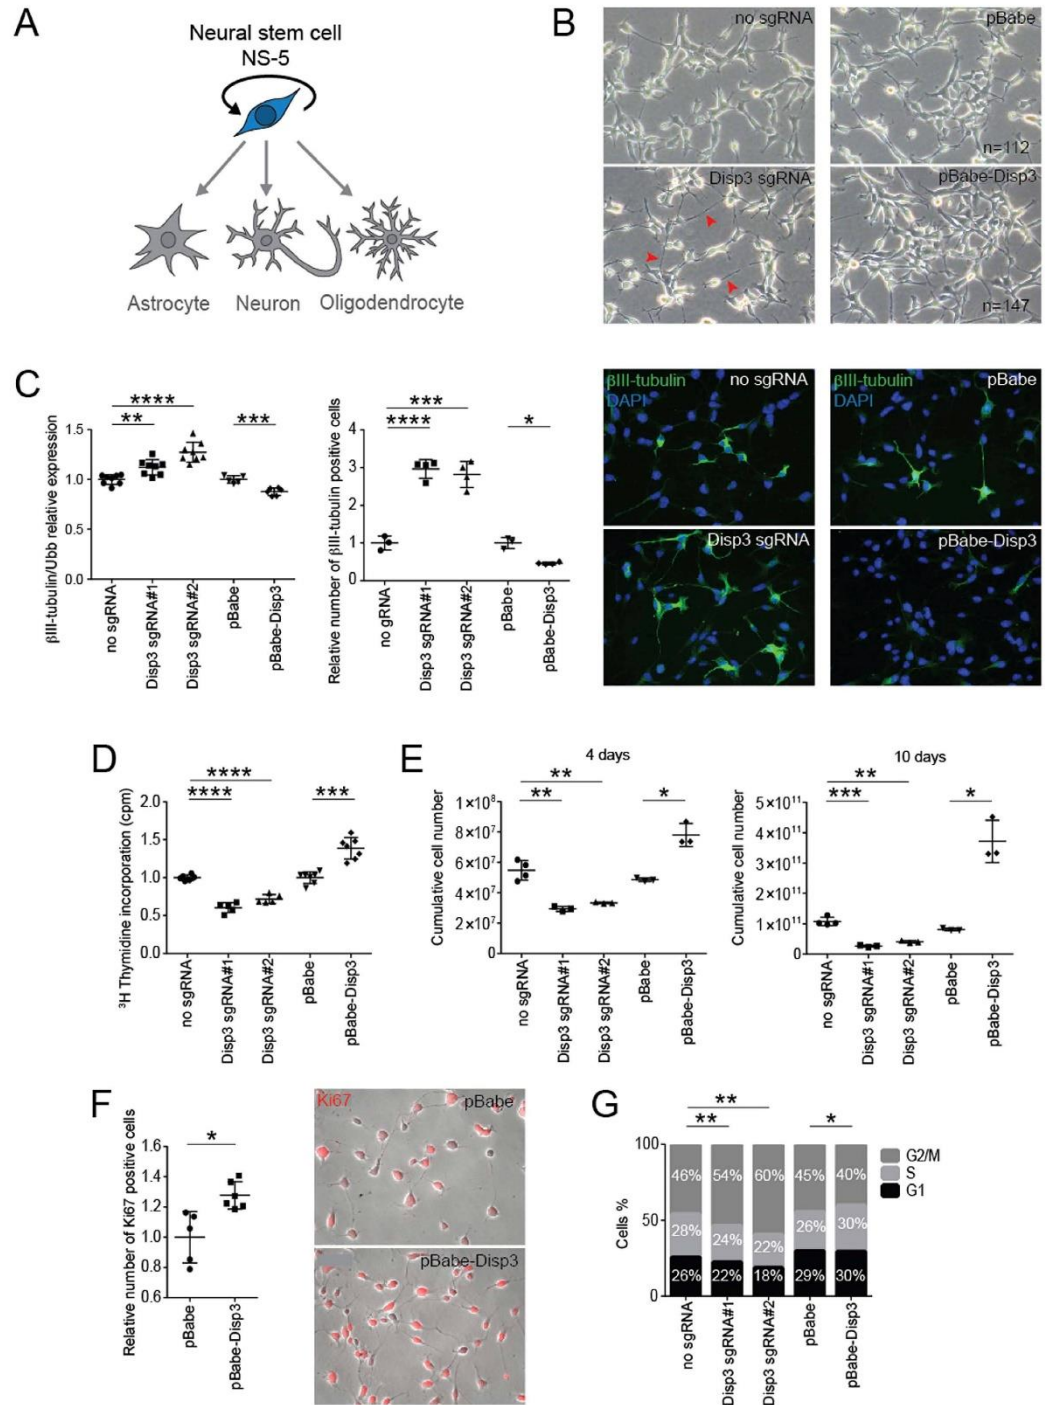 A
Neural stem cell
NS-5
Astrocyte
Neuron
Oligodendrocyte
B
no sgRNA
pBabe
n=112
Disp3 sgRNA
pBabe-Disp3
n=147
C
βIII-tubulin/Ubb relative expression
1.5
1.0
0.5
0.0
****
**
***
no sgRNA
Disp3 sgRNA#1
Disp3 sgRNA#2
pBabe
pBabe-Disp3
Relative number of βIII-tubulin positive cells
4
3
2
1
0
***
****
*
no gRNA
Disp3 sgRNA#1
Disp3 sgRNA#2
pBabe
pBabe-Disp3
βIII-tubulin
DAPI
no sgRNA
βIII-tubulin
DAPI
pBabe
Disp3 sgRNA
pBabe-Disp3
D
³H Thymidine incorporation (cpm)
2.0
1.5
1.0
0.5
0.0
****
****
***
no sgRNA
Disp3 sgRNA#1
Disp3 sgRNA#2
pBabe
pBabe-Disp3
E
4 days
Cumulative cell number
1×10⁸
8×10⁷
6×10⁷
4×10⁷
2×10⁷
0
**
**
*
no sgRNA
Disp3 sgRNA#1
Disp3 sgRNA#2
pBabe
pBabe-Disp3
10 days
Cumulative cell number
5×10¹¹
4×10¹¹
3×10¹¹
2×10¹¹
1×10¹¹
0
**
***
*
no sgRNA
Disp3 sgRNA#1
Disp3 sgRNA#2
pBabe
pBabe-Disp3
F
Relative number of Ki67 positive cells
1.6
1.4
1.2
1.0
0.8
0.6
*
pBabe
pBabe-Disp3
Ki67
pBabe
pBabe-Disp3
G
Cells %
100
50
0
**
**
*
46% 54% 60% 45% 40%
28% 24% 22% 26% 30%
26% 22% 18% 29% 30%
G2/M
S
G1
no sgRNA
Disp3 sgRNA#1
Disp3 sgRNA#2
pBabe
pBabe-Disp3